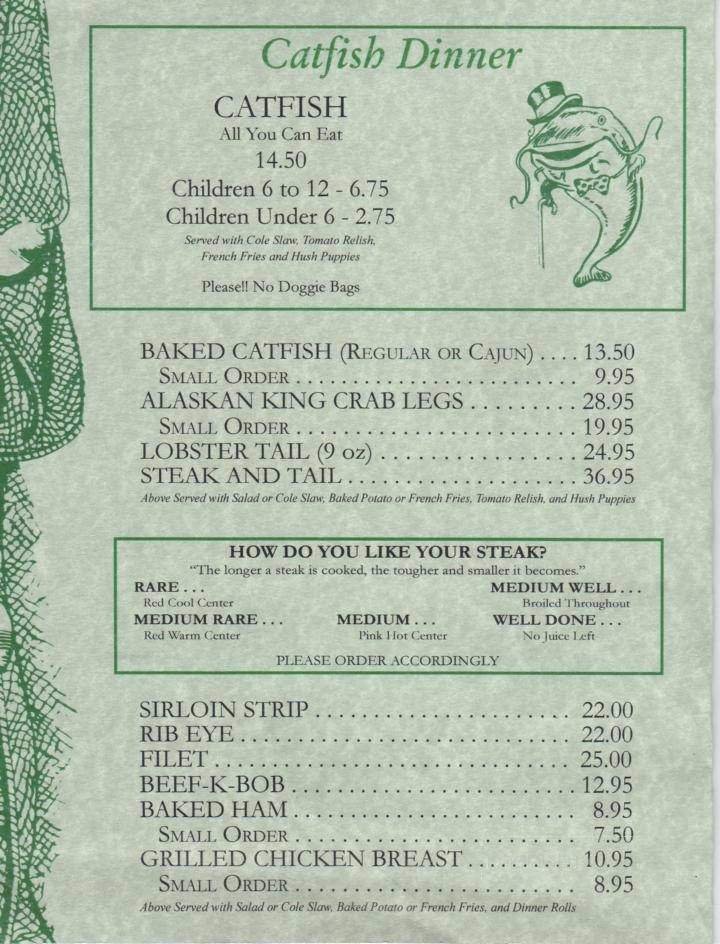 Catfish Dinner
CATFISH
All You Can Eat
14.50
Children 6 to 12 - 6.75
Children Under 6 - 2.75
Served with Cole Slaw, Tomato Relish,
French Fries and Hush Puppies
Please!! No Doggie Bags
BAKED CATFISH (REGULAR OR CAJUN) .... 13.50
SMALL ORDER ........................ 9.95
ALASKAN KING CRAB LEGS ......... 28.95
SMALL ORDER ........................ 19.95
LOBSTER TAIL (9 oz) ................. 24.95
STEAK AND TAIL .................... 36.95
Above Served with Salad or Cole Slaw, Baked Potato or French Fries, Tomato Relish, and Hush Puppies
HOW DO YOU LIKE YOUR STEAK?
"The longer a steak is cooked, the tougher and smaller it becomes."
RARE . . . MEDIUM WELL . . .
Red Cool Center Broiled Throughout
MEDIUM RARE . . . MEDIUM . . . WELL DONE . . .
Red Warm Center Pink Hot Center No Juice Left
PLEASE ORDER ACCORDINGLY
SIRLOIN STRIP ...................... 22.00
RIB EYE ............................ 22.00
FILET .............................. 25.00
BEEF-K-BOB ........................ 12.95
BAKED HAM ........................ 8.95
SMALL ORDER ........................ 7.50
GRILLED CHICKEN BREAST ......... 10.95
SMALL ORDER ........................ 8.95
Above Served with Salad or Cole Slaw, Baked Potato or French Fries, and Dinner Rolls